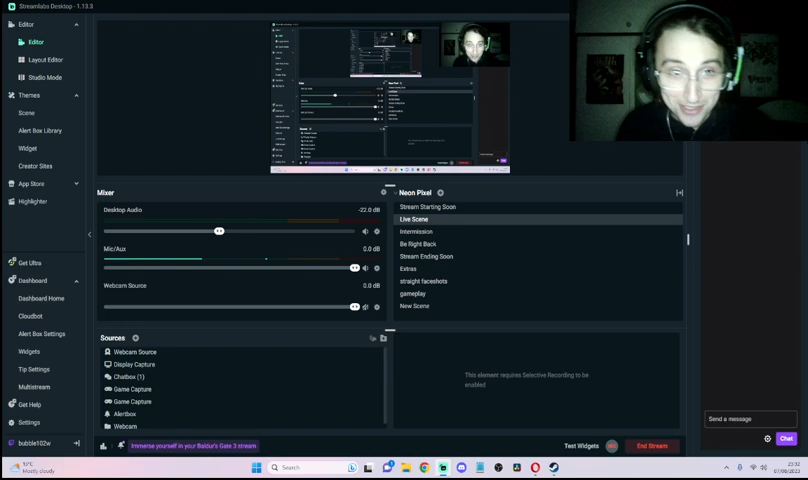 Streamlabs Desktop - 1.13.3
Editor
Editor
Layout Editor
Studio Mode
Themes
Scene
Alert Box Library
Widget
Creator Sites
App Store
Highlighter
Get Ultra
Dashboard
Dashboard Home
Cloudbot
Alert Box Settings
Widgets
Tip Settings
Multistream
Get Help
Settings
bubble102w
Mixer
Desktop Audio
-22.0 dB
Mic/Aux
0.0 dB
Webcam Source
0.0 dB
Neon Pixel
Stream Starting Soon
Live Scene
Intermission
Be Right Back
Stream Ending Soon
Extras
straight faceshots
gameplay
New Scene
Sources
Webcam Source
Display Capture
Chatbox (1)
Game Capture
Game Capture
Alertbox
Webcam
This element requires Selective Recording to be
enabled
Immerse yourself in your Baldur's Gate 3 stream
Test Widgets
REC
End Stream
Send a message
Chat
Mostly cloudy
Search
23:32
07/08/2023